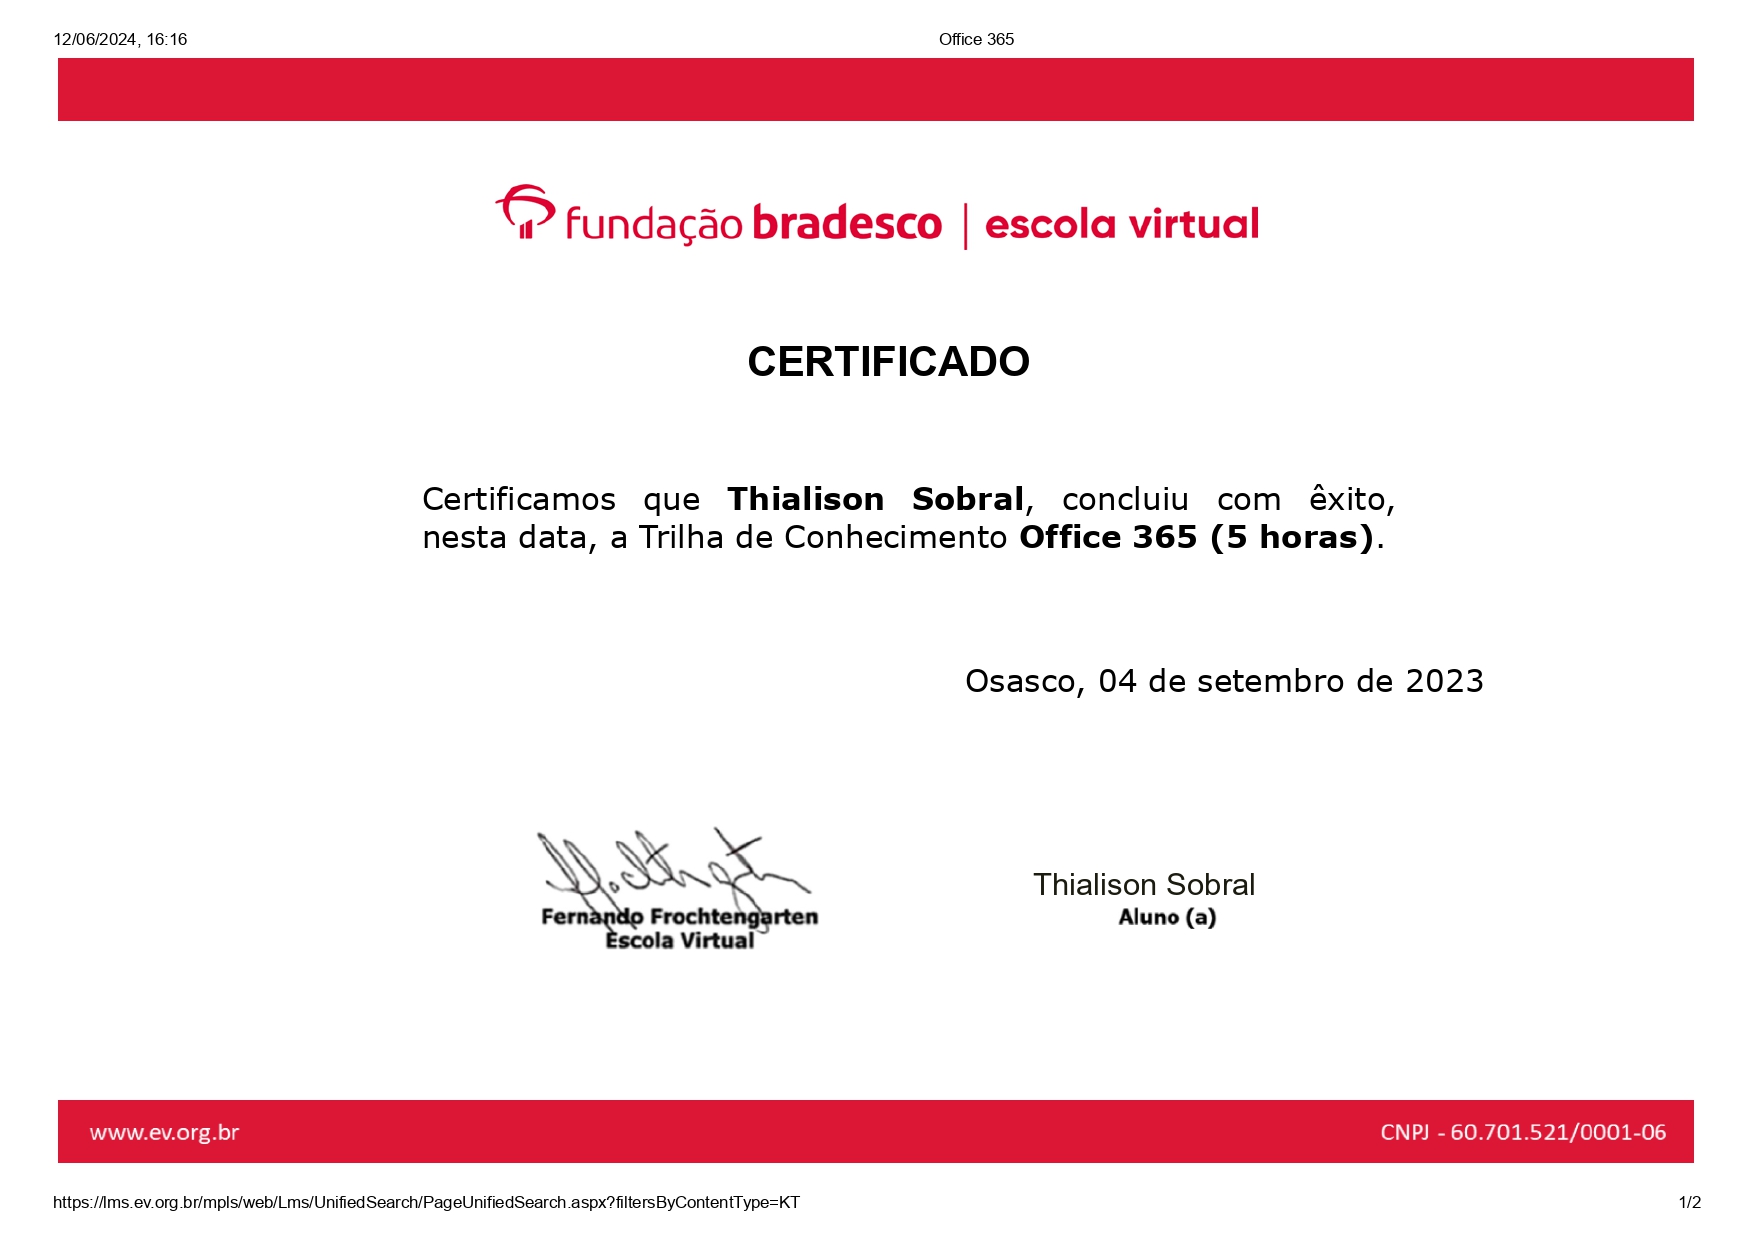 12/06/2024, 16:16
Office 365
fundação bradesco | escola virtual
CERTIFICADO
Certificamos que Thialison Sobral, concluiu com êxito,
nesta data, a Trilha de Conhecimento Office 365 (5 horas).
Osasco, 04 de setembro de 2023
Fernando Frochtengarten
Escola Virtual
Thialison Sobral
Aluno (a)
www.ev.org.br
CNPJ - 60.701.521/0001-06
https://lms.ev.org.br/mpls/web/Lms/UnifiedSearch/PageUnifiedSearch.aspx?filtersByContentType=KT
1/2